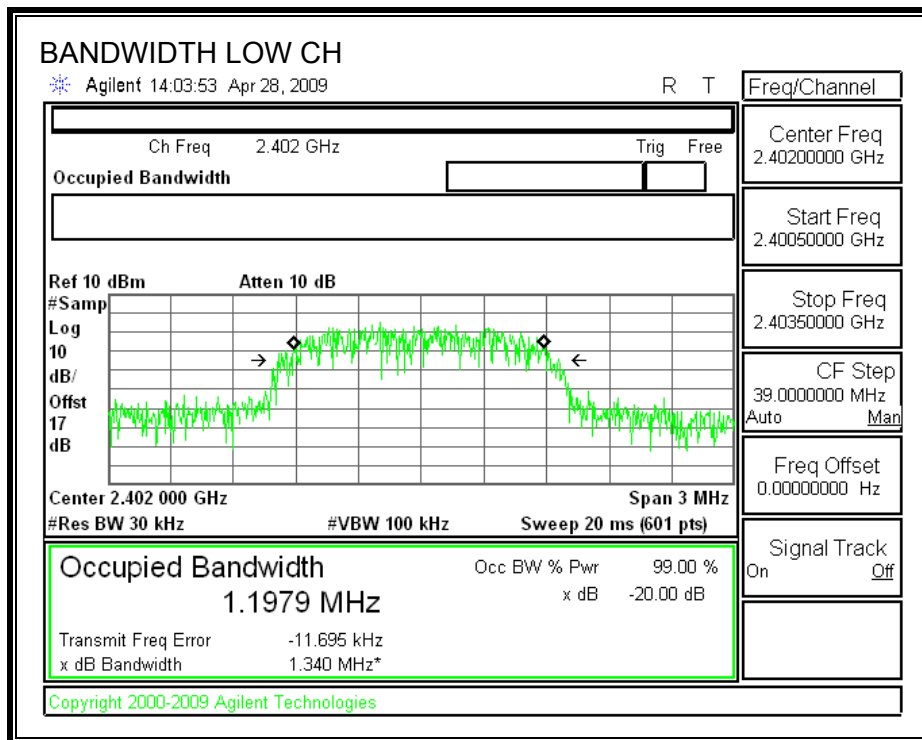 BANDWIDTH LOW CH
Agilent 14:03:53 Apr 28, 2009 R T
Freq/Channel
Ch Freq 2.402 GHz Trig Free
Occupied Bandwidth
Center Freq
2.40200000 GHz
Start Freq
2.40050000 GHz
Stop Freq
2.40350000 GHz
CF Step
39.0000000 MHz
Auto Man
Freq Offset
0.00000000 Hz
Signal Track
On Off
Ref 10 dBm Atten 10 dB
#Samp
Log
10
dB/
Offst
17
dB
Center 2.402 000 GHz Span 3 MHz
#Res BW 30 kHz #VBW 100 kHz Sweep 20 ms (601 pts)
Occupied Bandwidth Occ BW % Pwr 99.00 %
1.1979 MHz x dB -20.00 dB
Transmit Freq Error -11.695 kHz
x dB Bandwidth 1.340 MHz*
Copyright 2000-2009 Agilent Technologies